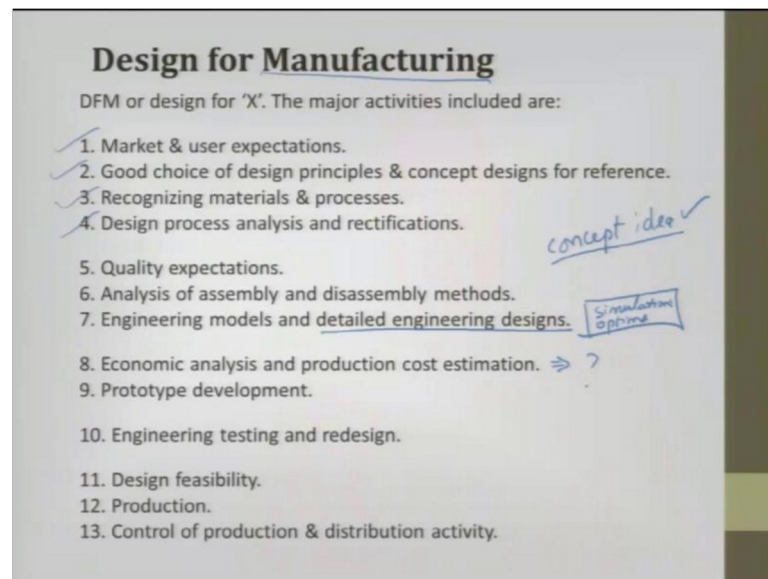 Design for Manufacturing
DFM or design for 'X'. The major activities included are:
1. Market & user expectations.
2. Good choice of design principles & concept designs for reference.
3. Recognizing materials & processes.
4. Design process analysis and rectifications.
concept idea
5. Quality expectations.
6. Analysis of assembly and disassembly methods.
7. Engineering models and detailed engineering designs.
8. Economic analysis and production cost estimation. ⇒ ?
9. Prototype development.
10. Engineering testing and redesign.
11. Design feasibility.
12. Production.
13. Control of production & distribution activity.